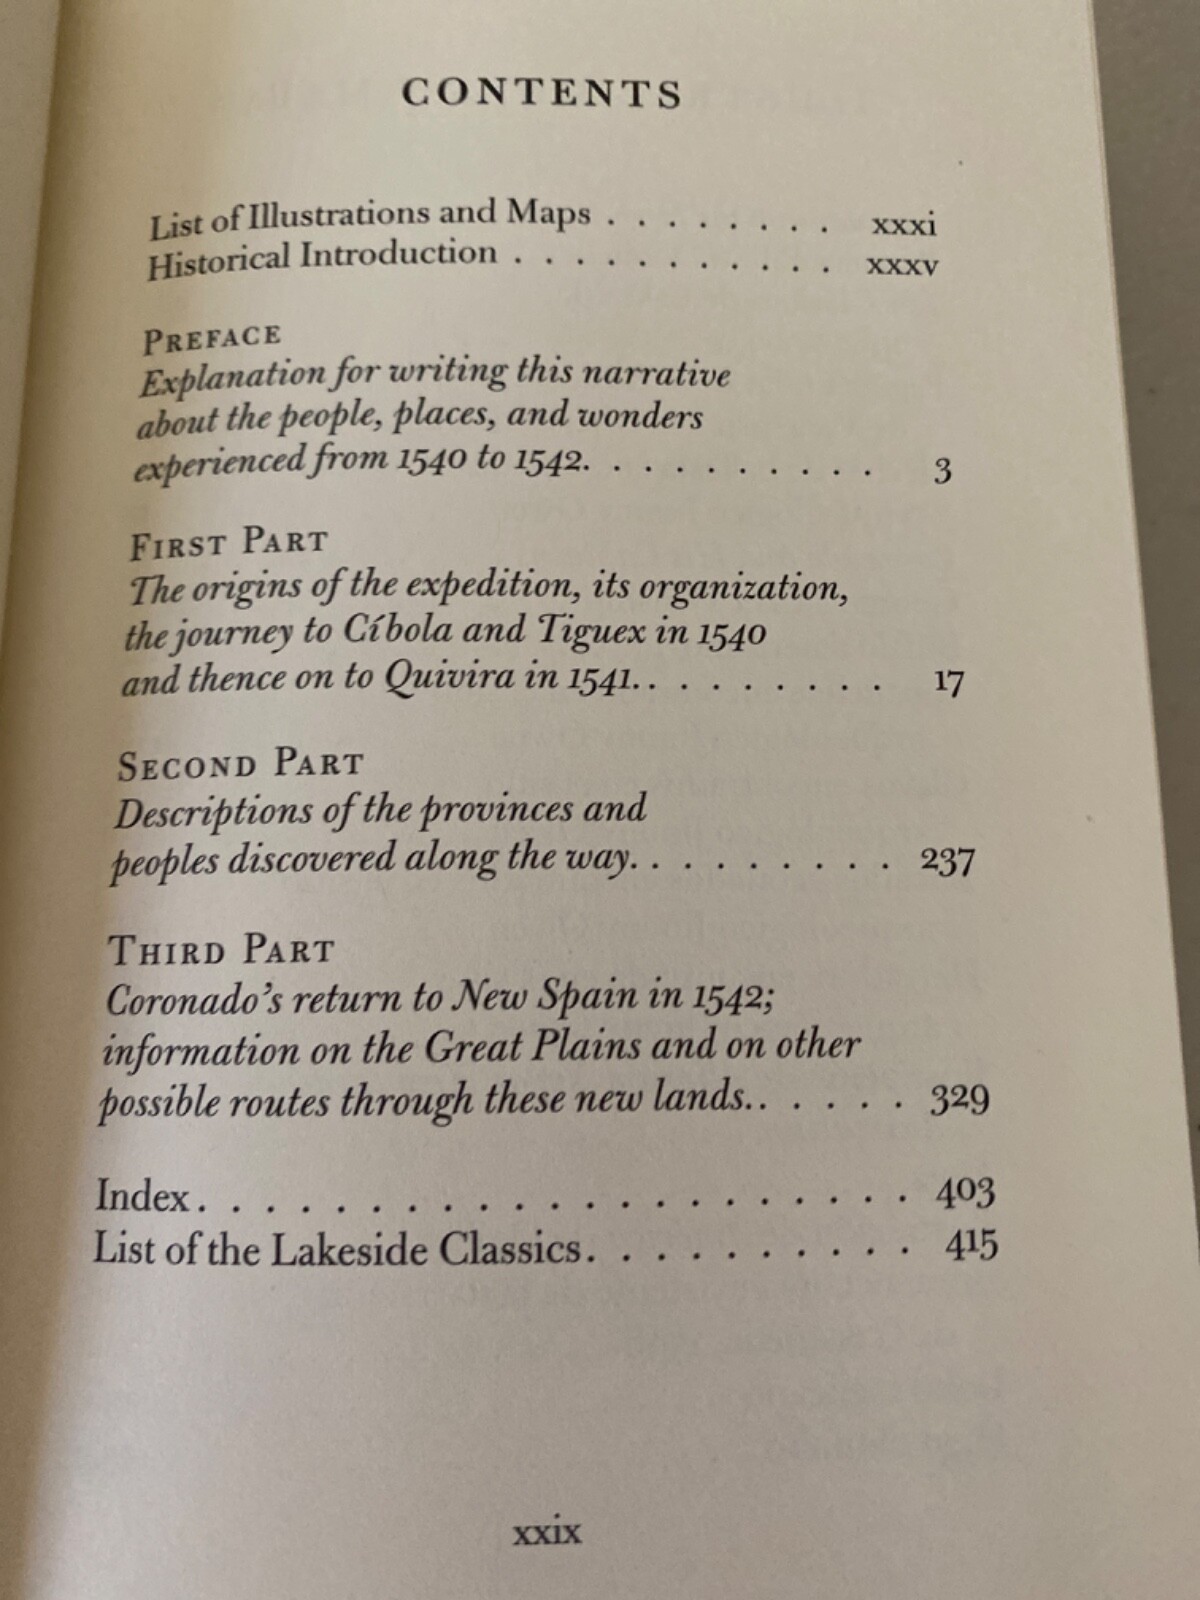 CONTENTS
List of Illustrations and Maps . . . . . . . . xxxi
Historical Introduction . . . . . . . . . . . xxxv
PREFACE
Explanation for writing this narrative
about the people, places, and wonders
experienced from 1540 to 1542. . . . . . . . . . 3
FIRST PART
The origins of the expedition, its organization,
the journey to Cíbola and Tiguex in 1540
and thence on to Quivira in 1541. . . . . . . . . 17
SECOND PART
Descriptions of the provinces and
peoples discovered along the way. . . . . . . . . 237
THIRD PART
Coronado's return to New Spain in 1542;
information on the Great Plains and on other
possible routes through these new lands. . . . . . 329
Index. . . . . . . . . . . . . . . . . . . . 403
List of the Lakeside Classics. . . . . . . . . . 415
xxix